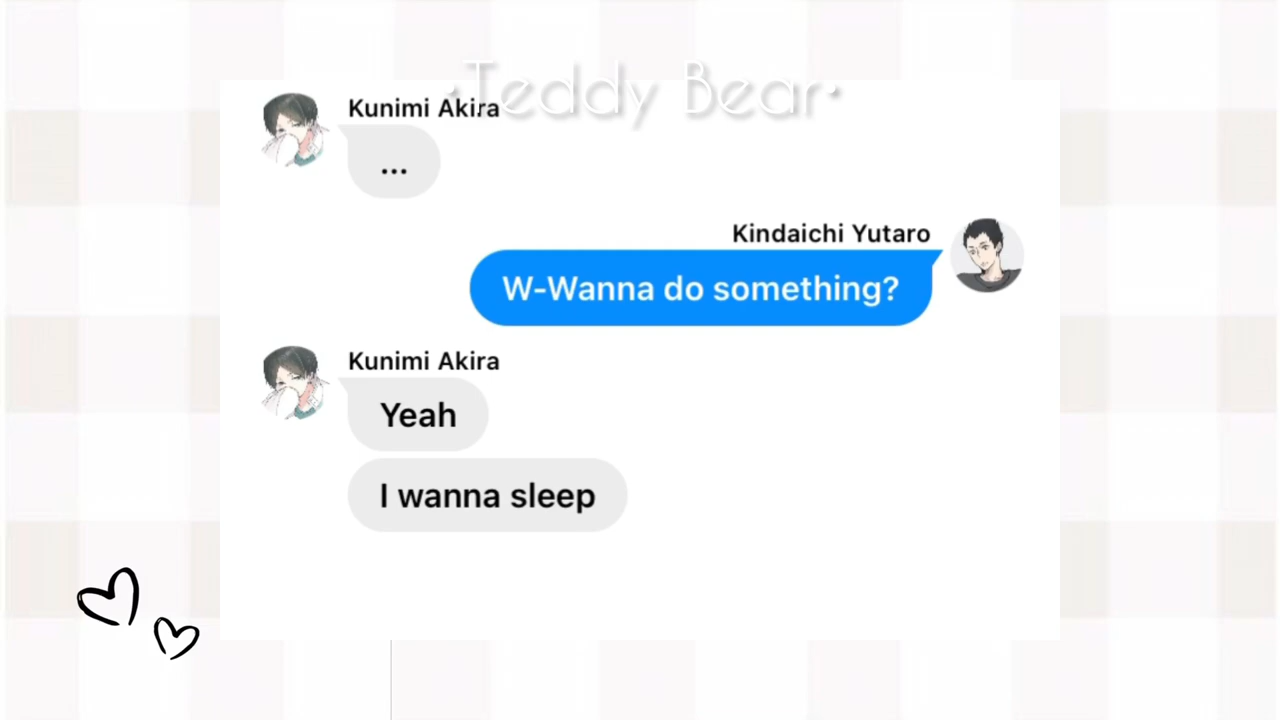 •Teddy Bear•
Kunimi Akira
...
Kindaichi Yutaro
W-Wanna do something?
Kunimi Akira
Yeah
I wanna sleep